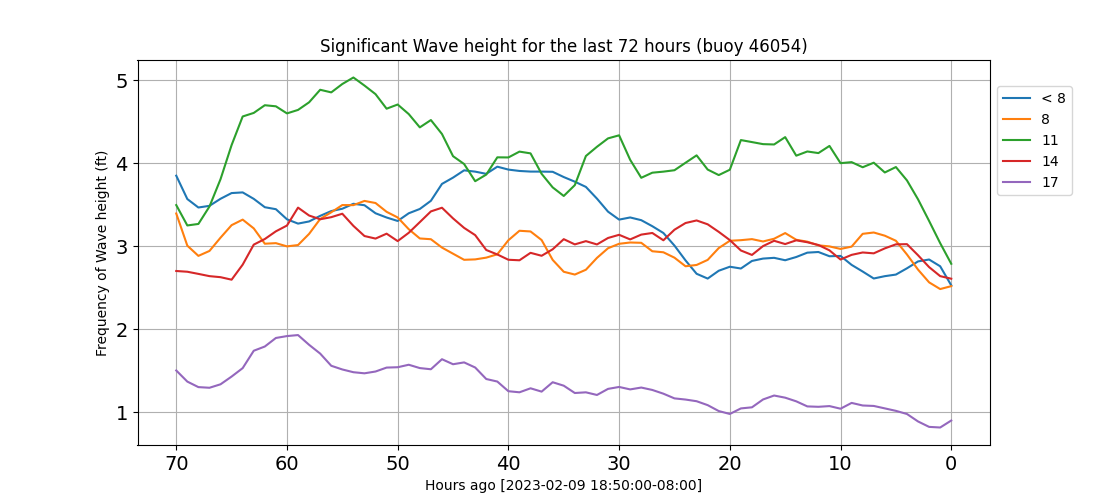 Significant Wave height for the last 72 hours (buoy 46054)
Frequency of Wave height (ft)
5
4
3
2
1
70 60 50 40 30 20 10 0
Hours ago [2023-02-09 18:50:00-08:00]
< 8
8
11
14
17